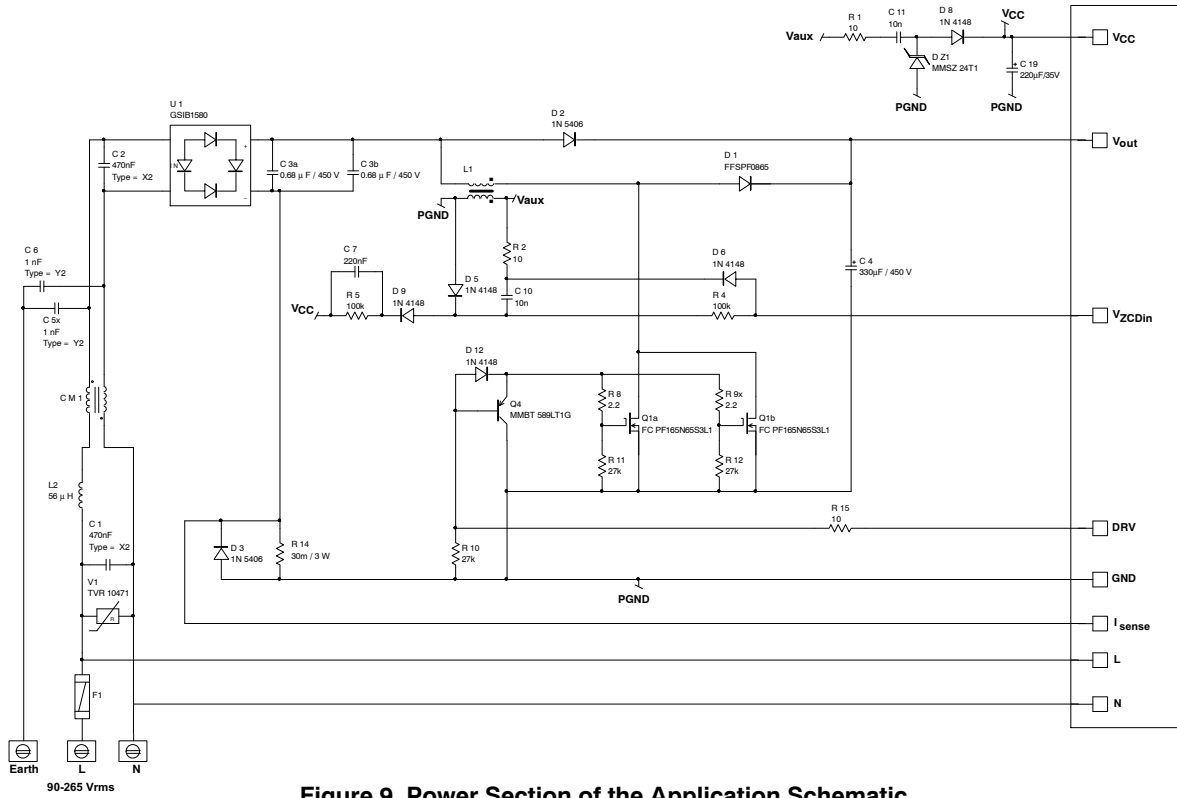 Vaux
R 1
10
C 11
10n
D 8
1N 4148
VCC
D Z1
MMSZ 24T1
C 19
220µF/35V
PGND
PGND
VCC
U 1
GSIB1580
IN
+
−
C 2
470nF
Type = X2
C 3a
0.68 µ F / 450 V
C 3b
0.68 µ F / 450 V
D 2
1N 5406
Vout
L1
D 1
FFSPF0865
PGND
Vaux
R 2
10
C 6
1 nF
Type = Y2
C 5x
1 nF
Type = Y2
C 7
220nF
VCC
R 5
100k
D 9
1N 4148
D 5
1N 4148
C 10
10n
D 6
1N 4148
R 4
100k
C 4
330µF / 450 V
VZCDin
C M 1
D 12
1N 4148
Q4
MMBT 589LT1G
R 8
2.2
Q1a
FC PF165N65S3L1
R 11
27k
R 9x
2.2
Q1b
FC PF165N65S3L1
R 12
27k
L2
56 µ H
C 1
470nF
Type = X2
V1
TVR 10471
R
D 3
1N 5406
R 14
30m / 3 W
R 10
27k
R 15
10
DRV
GND
PGND
I sense
L
N
F1
Earth
L
N
90-265 Vrms
Figure 9. Power Section of the Application Schematic